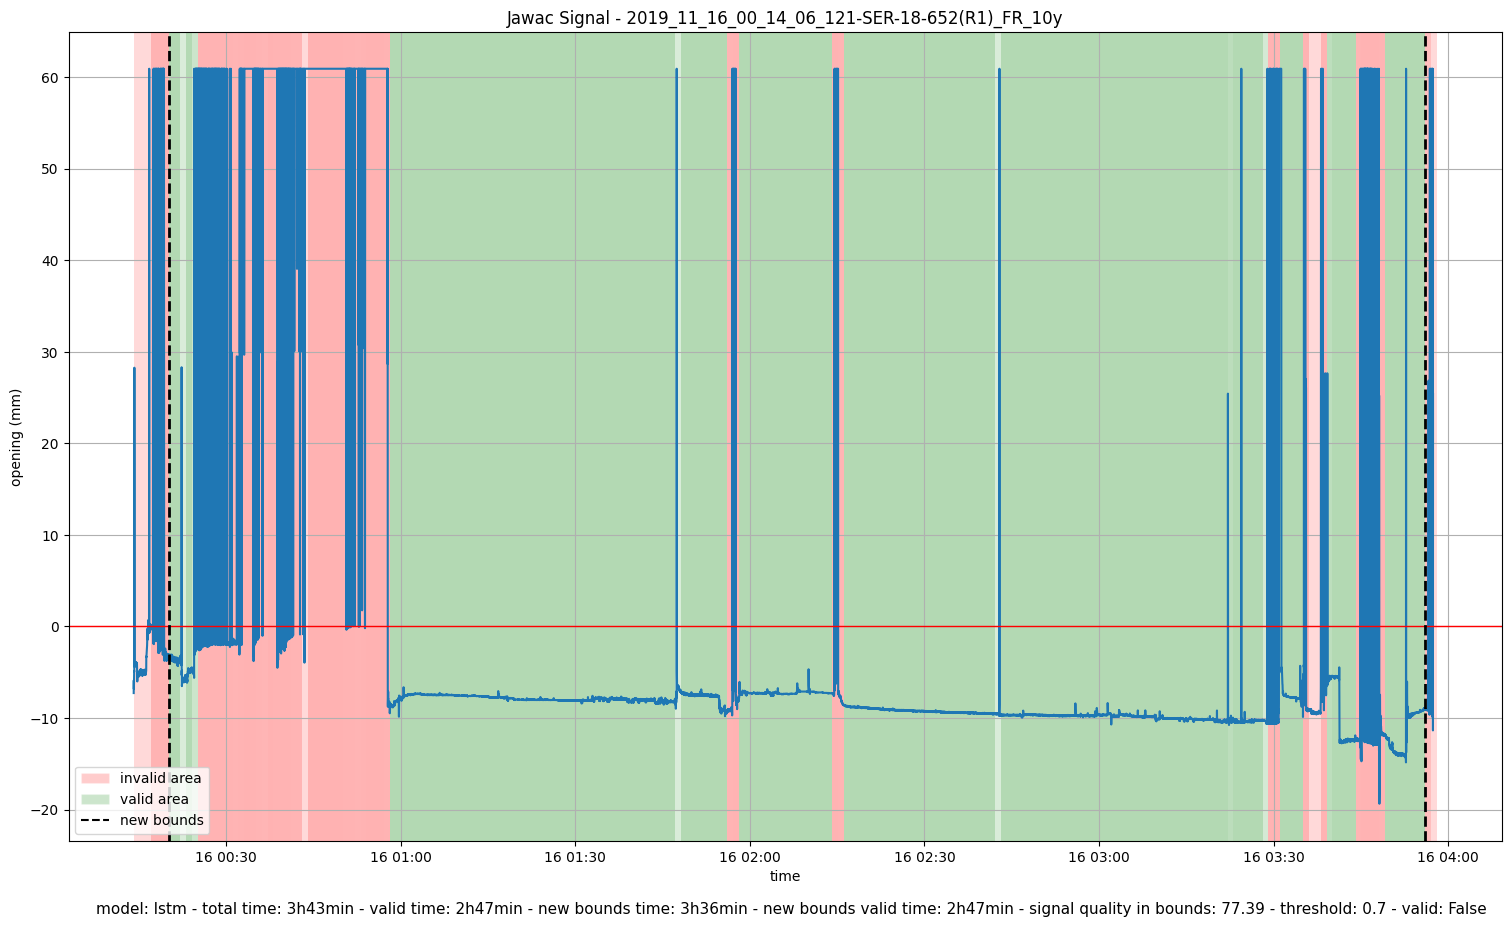 Jawac Signal - 2019_11_16_00_14_06_121-SER-18-652(R1)_FR_10y
opening (mm)
60
50
40
30
20
10
0
−10
−20
invalid area
valid area
new bounds
16 00:30
16 01:00
16 01:30
16 02:00
16 02:30
16 03:00
16 03:30
16 04:00
time
model: lstm - total time: 3h43min - valid time: 2h47min - new bounds time: 3h36min - new bounds valid time: 2h47min - signal quality in bounds: 77.39 - threshold: 0.7 - valid: False